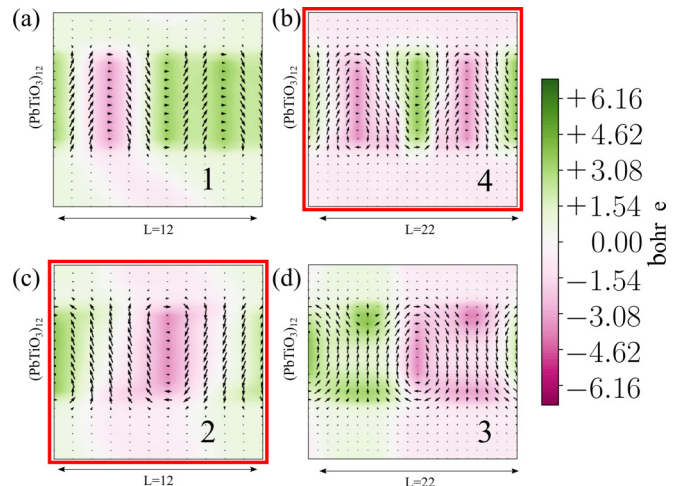 (a)
(PbTiO₃)₁₂
1
L=12
(b)
(PbTiO₃)₁₂
4
L=22
(c)
(PbTiO₃)₁₂
2
L=12
(d)
(PbTiO₃)₁₂
3
L=22
+6.16
+4.62
+3.08
+1.54
0.00
−1.54
−3.08
−4.62
−6.16
bohr e